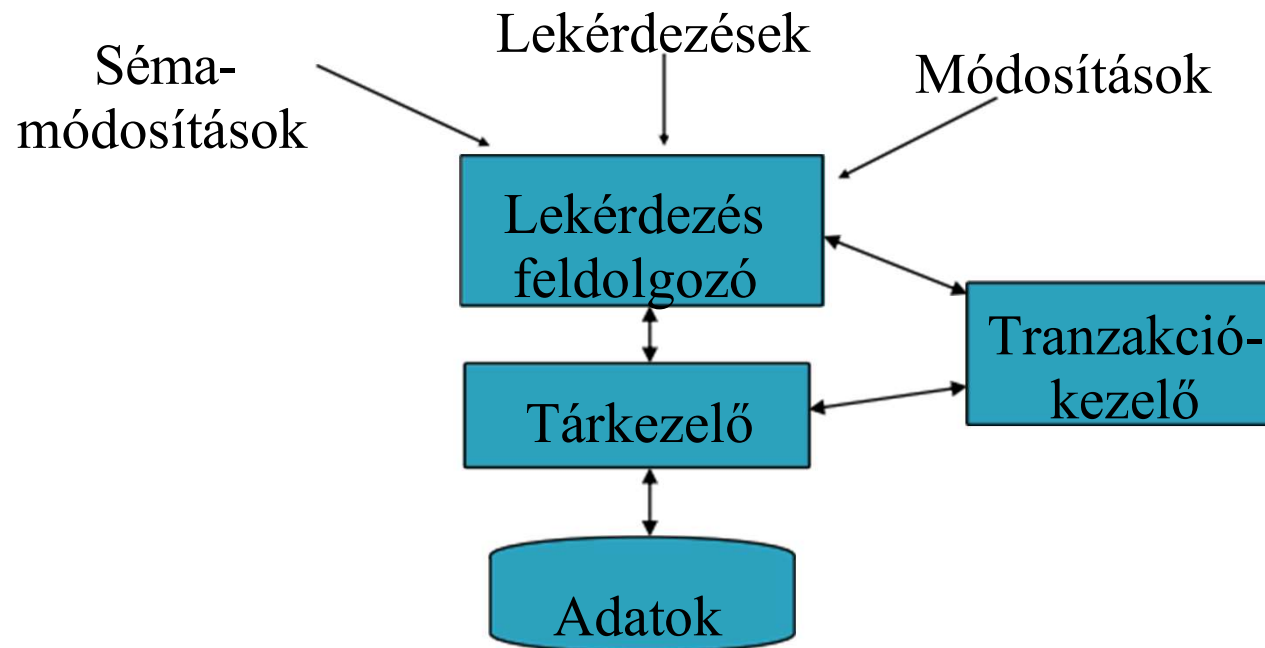 Lekérdezések
Séma-
módosítások
Módosítások
Lekérdezés
feldolgozó
Tranzakció-
kezelő
Tárkezelő
Adatok